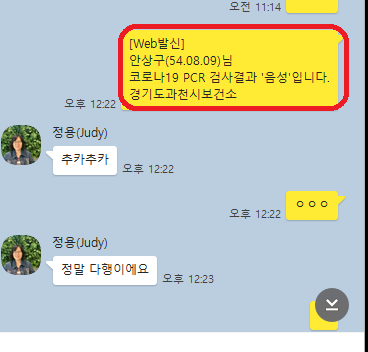 오전 11:14
[Web발신]
안상구(54.08.09)님
코로나19 PCR 검사결과 '음성'입니다.
경기도과천시보건소
오후 12:22
정용(Judy)
추카추카
오후 12:22
오후 12:22
ㅇㅇㅇ
정용(Judy)
정말 다행이에요
오후 12:23